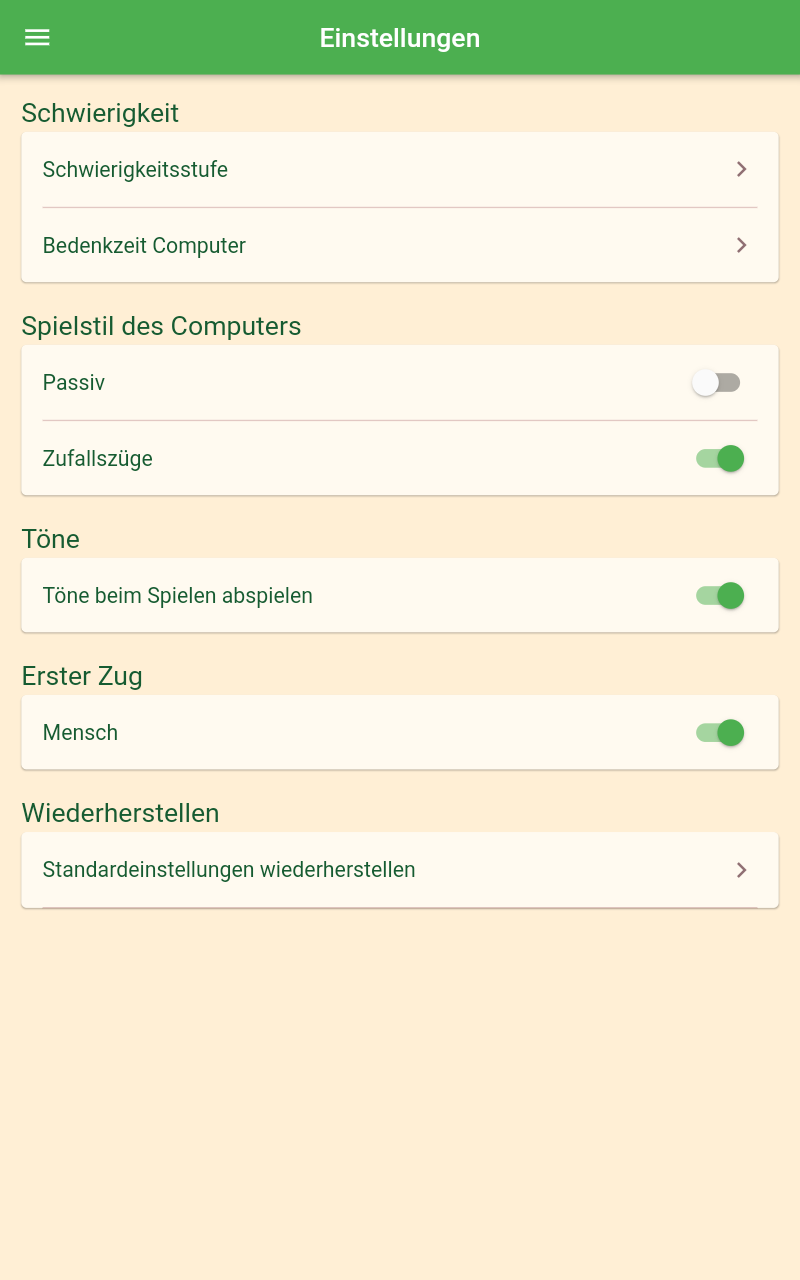 Einstellungen
Schwierigkeit
Schwierigkeitsstufe
Bedenkzeit Computer
Spielstil des Computers
Passiv
Zufallszüge
Töne
Töne beim Spielen abspielen
Erster Zug
Mensch
Wiederherstellen
Standardeinstellungen wiederherstellen